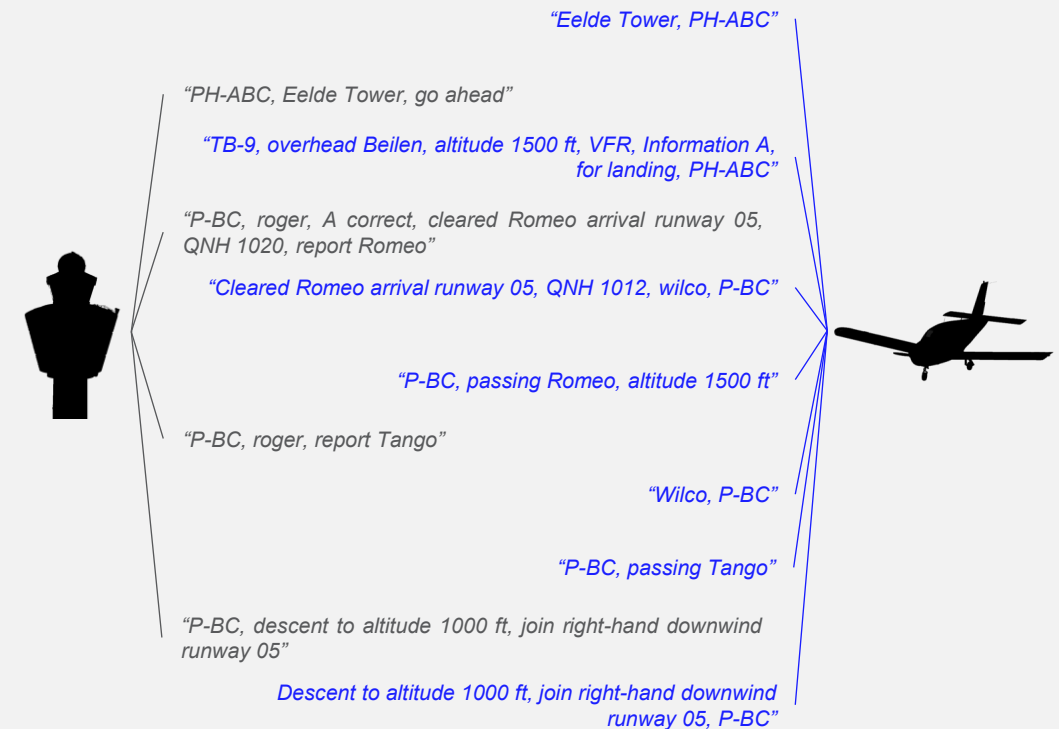 “Eelde Tower, PH-ABC”
“PH-ABC, Eelde Tower, go ahead”
“TB-9, overhead Beilen, altitude 1500 ft, VFR, Information A,
for landing, PH-ABC”
“P-BC, roger, A correct, cleared Romeo arrival runway 05,
QNH 1020, report Romeo”
“Cleared Romeo arrival runway 05, QNH 1012, wilco, P-BC”
“P-BC, passing Romeo, altitude 1500 ft”
“P-BC, roger, report Tango”
“Wilco, P-BC”
“P-BC, passing Tango”
“P-BC, descent to altitude 1000 ft, join right-hand downwind
runway 05”
Descent to altitude 1000 ft, join right-hand downwind
runway 05, P-BC”